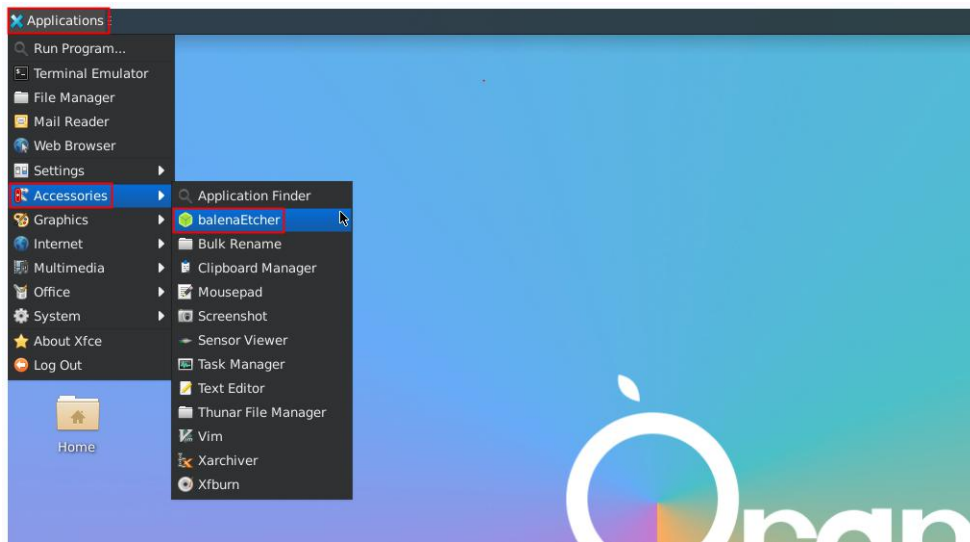 Applications
Run Program...
Terminal Emulator
File Manager
Mail Reader
Web Browser
Settings
Accessories
Graphics
Internet
Multimedia
Office
System
About Xfce
Log Out
Application Finder
balenaEtcher
Bulk Rename
Clipboard Manager
Mousepad
Screenshot
Sensor Viewer
Task Manager
Text Editor
Thunar File Manager
Vim
Xarchiver
Xfburn
Home